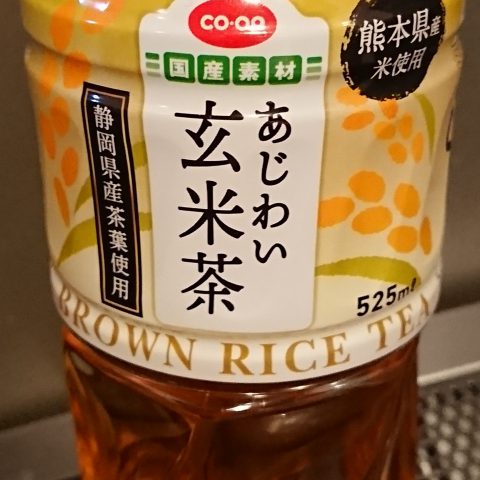 co·op
国産素材
熊本県産
米使用
あじわい
玄米茶
静岡県産茶葉使用
525ml
BROWN RICE TEA